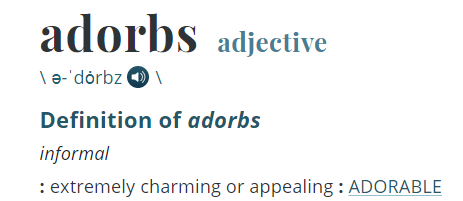 adorbs adjective
\ ə-ˈdȯrbz \
Definition of adorbs
informal
: extremely charming or appealing : ADORABLE